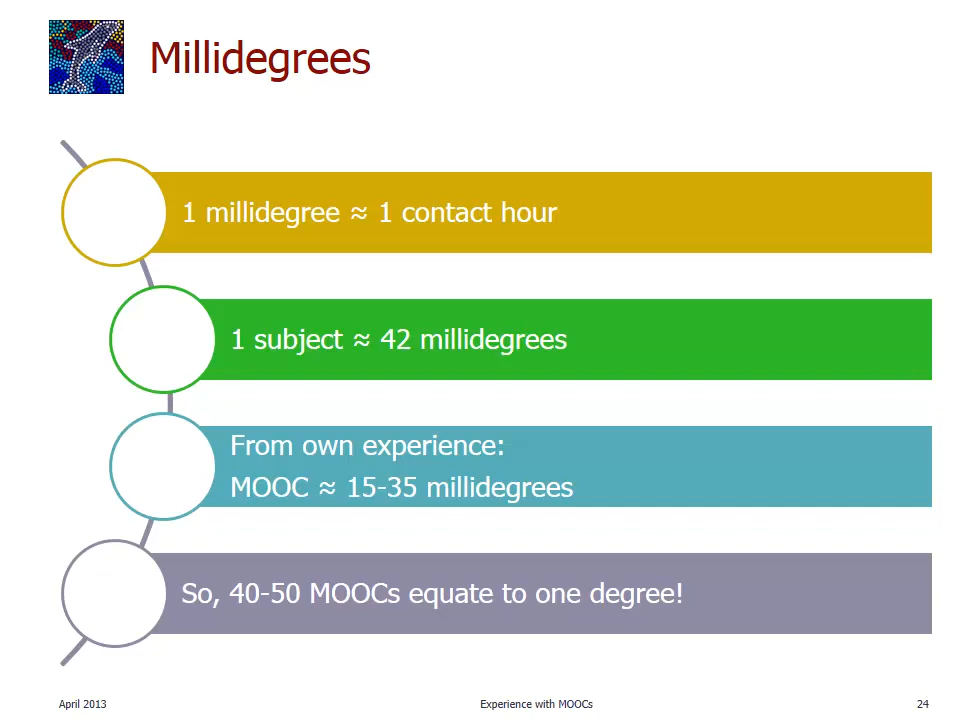 Millidegrees
1 millidegree ≈ 1 contact hour
1 subject ≈ 42 millidegrees
From own experience:
MOOC ≈ 15-35 millidegrees
So, 40-50 MOOCs equate to one degree!
April 2013
Experience with MOOCs
24